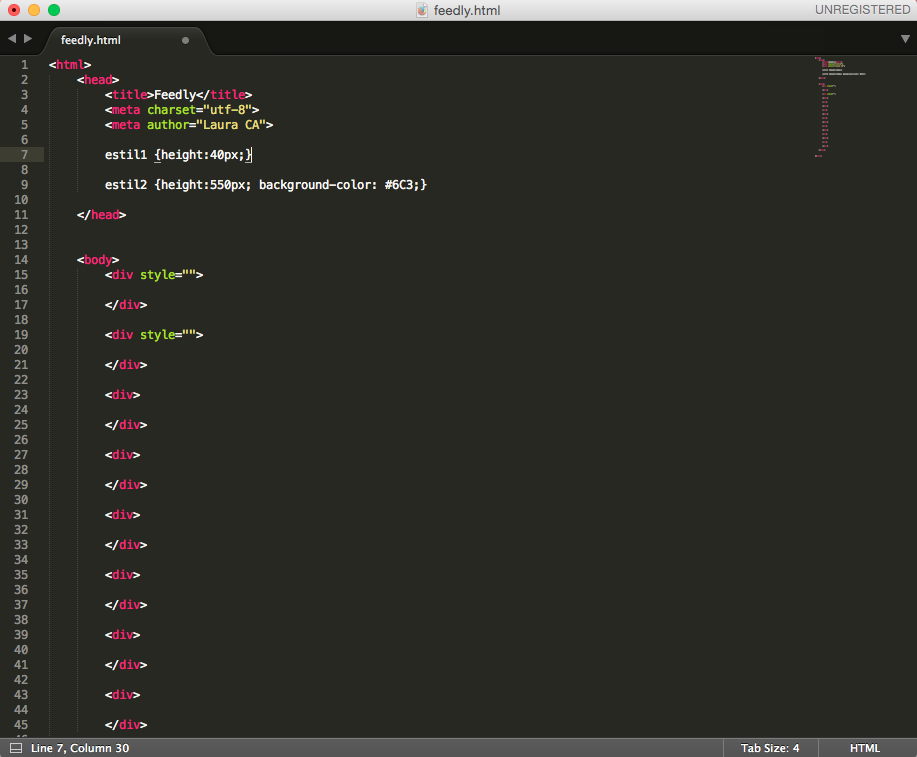 feedly.html
UNREGISTERED
feedly.html
1 <html>
2 <head>
3 <title>Feedly</title>
4 <meta charset="utf-8">
5 <meta author="Laura CA">
6
7 estil1 {height:40px;}
8
9 estil2 {height:550px; background-color: #6C3;}
10
11 </head>
12
13
14 <body>
15 <div style="">
16
17 </div>
18
19 <div style="">
20
21 </div>
22
23 <div>
24
25 </div>
26
27 <div>
28
29 </div>
30
31 <div>
32
33 </div>
34
35 <div>
36
37 </div>
38
39 <div>
40
41 </div>
42
43 <div>
44
45 </div>
Line 7, Column 30
Tab Size: 4
HTML